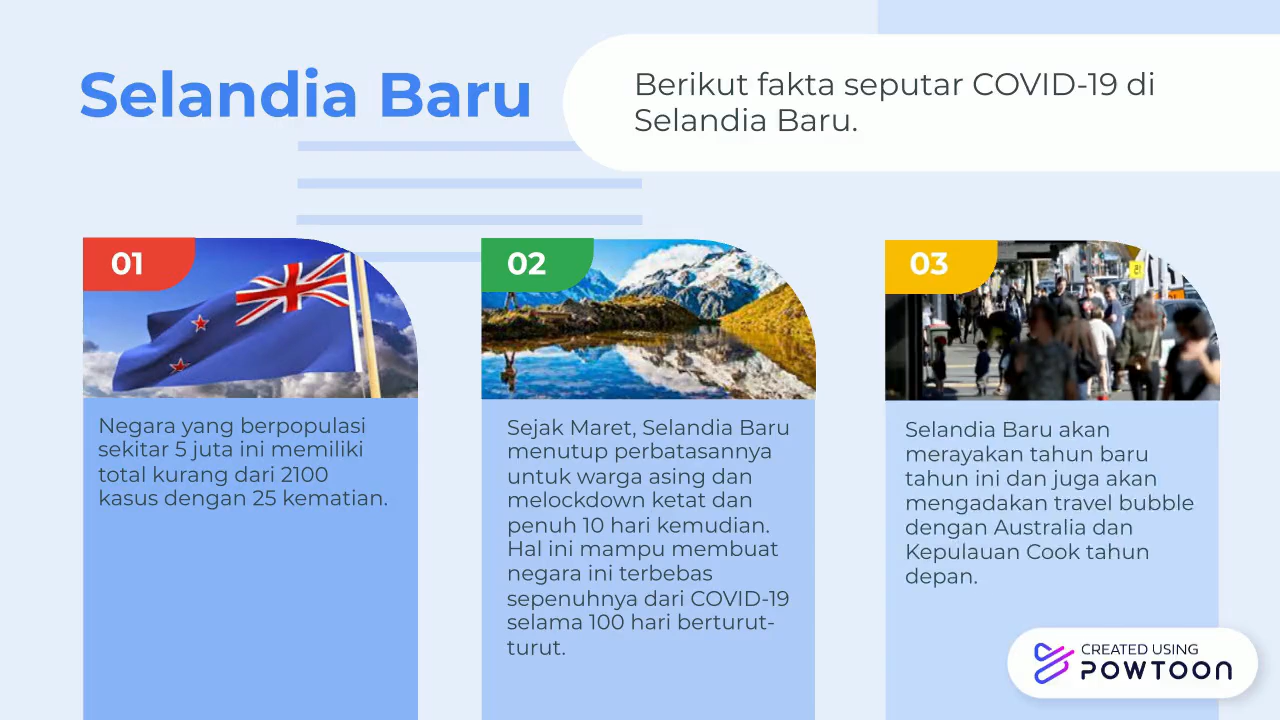 Selandia Baru
Berikut fakta seputar COVID-19 di
Selandia Baru.
01
Negara yang berpopulasi
sekitar 5 juta ini memiliki
total kurang dari 2100
kasus dengan 25 kematian.
02
Sejak Maret, Selandia Baru
menutup perbatasannya
untuk warga asing dan
melockdown ketat dan
penuh 10 hari kemudian.
Hal ini mampu membuat
negara ini terbebas
sepenuhnya dari COVID-19
selama 100 hari berturut-
turut.
03
Selandia Baru akan
merayakan tahun baru
tahun ini dan juga akan
mengadakan travel bubble
dengan Australia dan
Kepulauan Cook tahun
depan.
CREATED USING
POWTOON